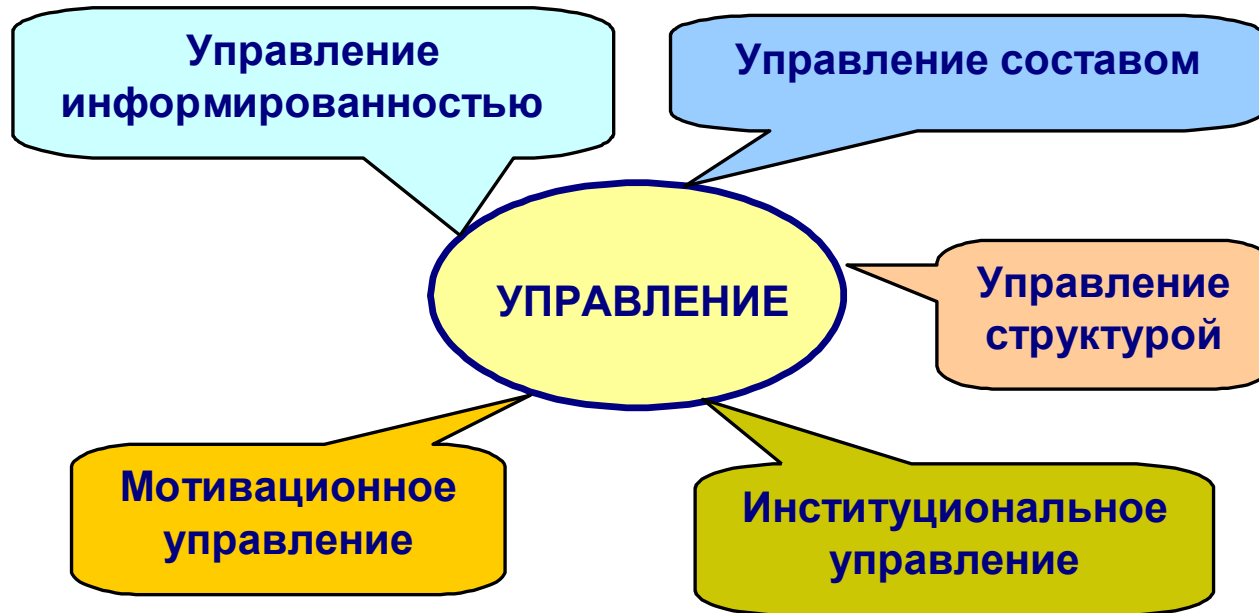 Управление
информированностью
Управление составом
УПРАВЛЕНИЕ
Управление
структурой
Мотивационное
управление
Институциональное
управление